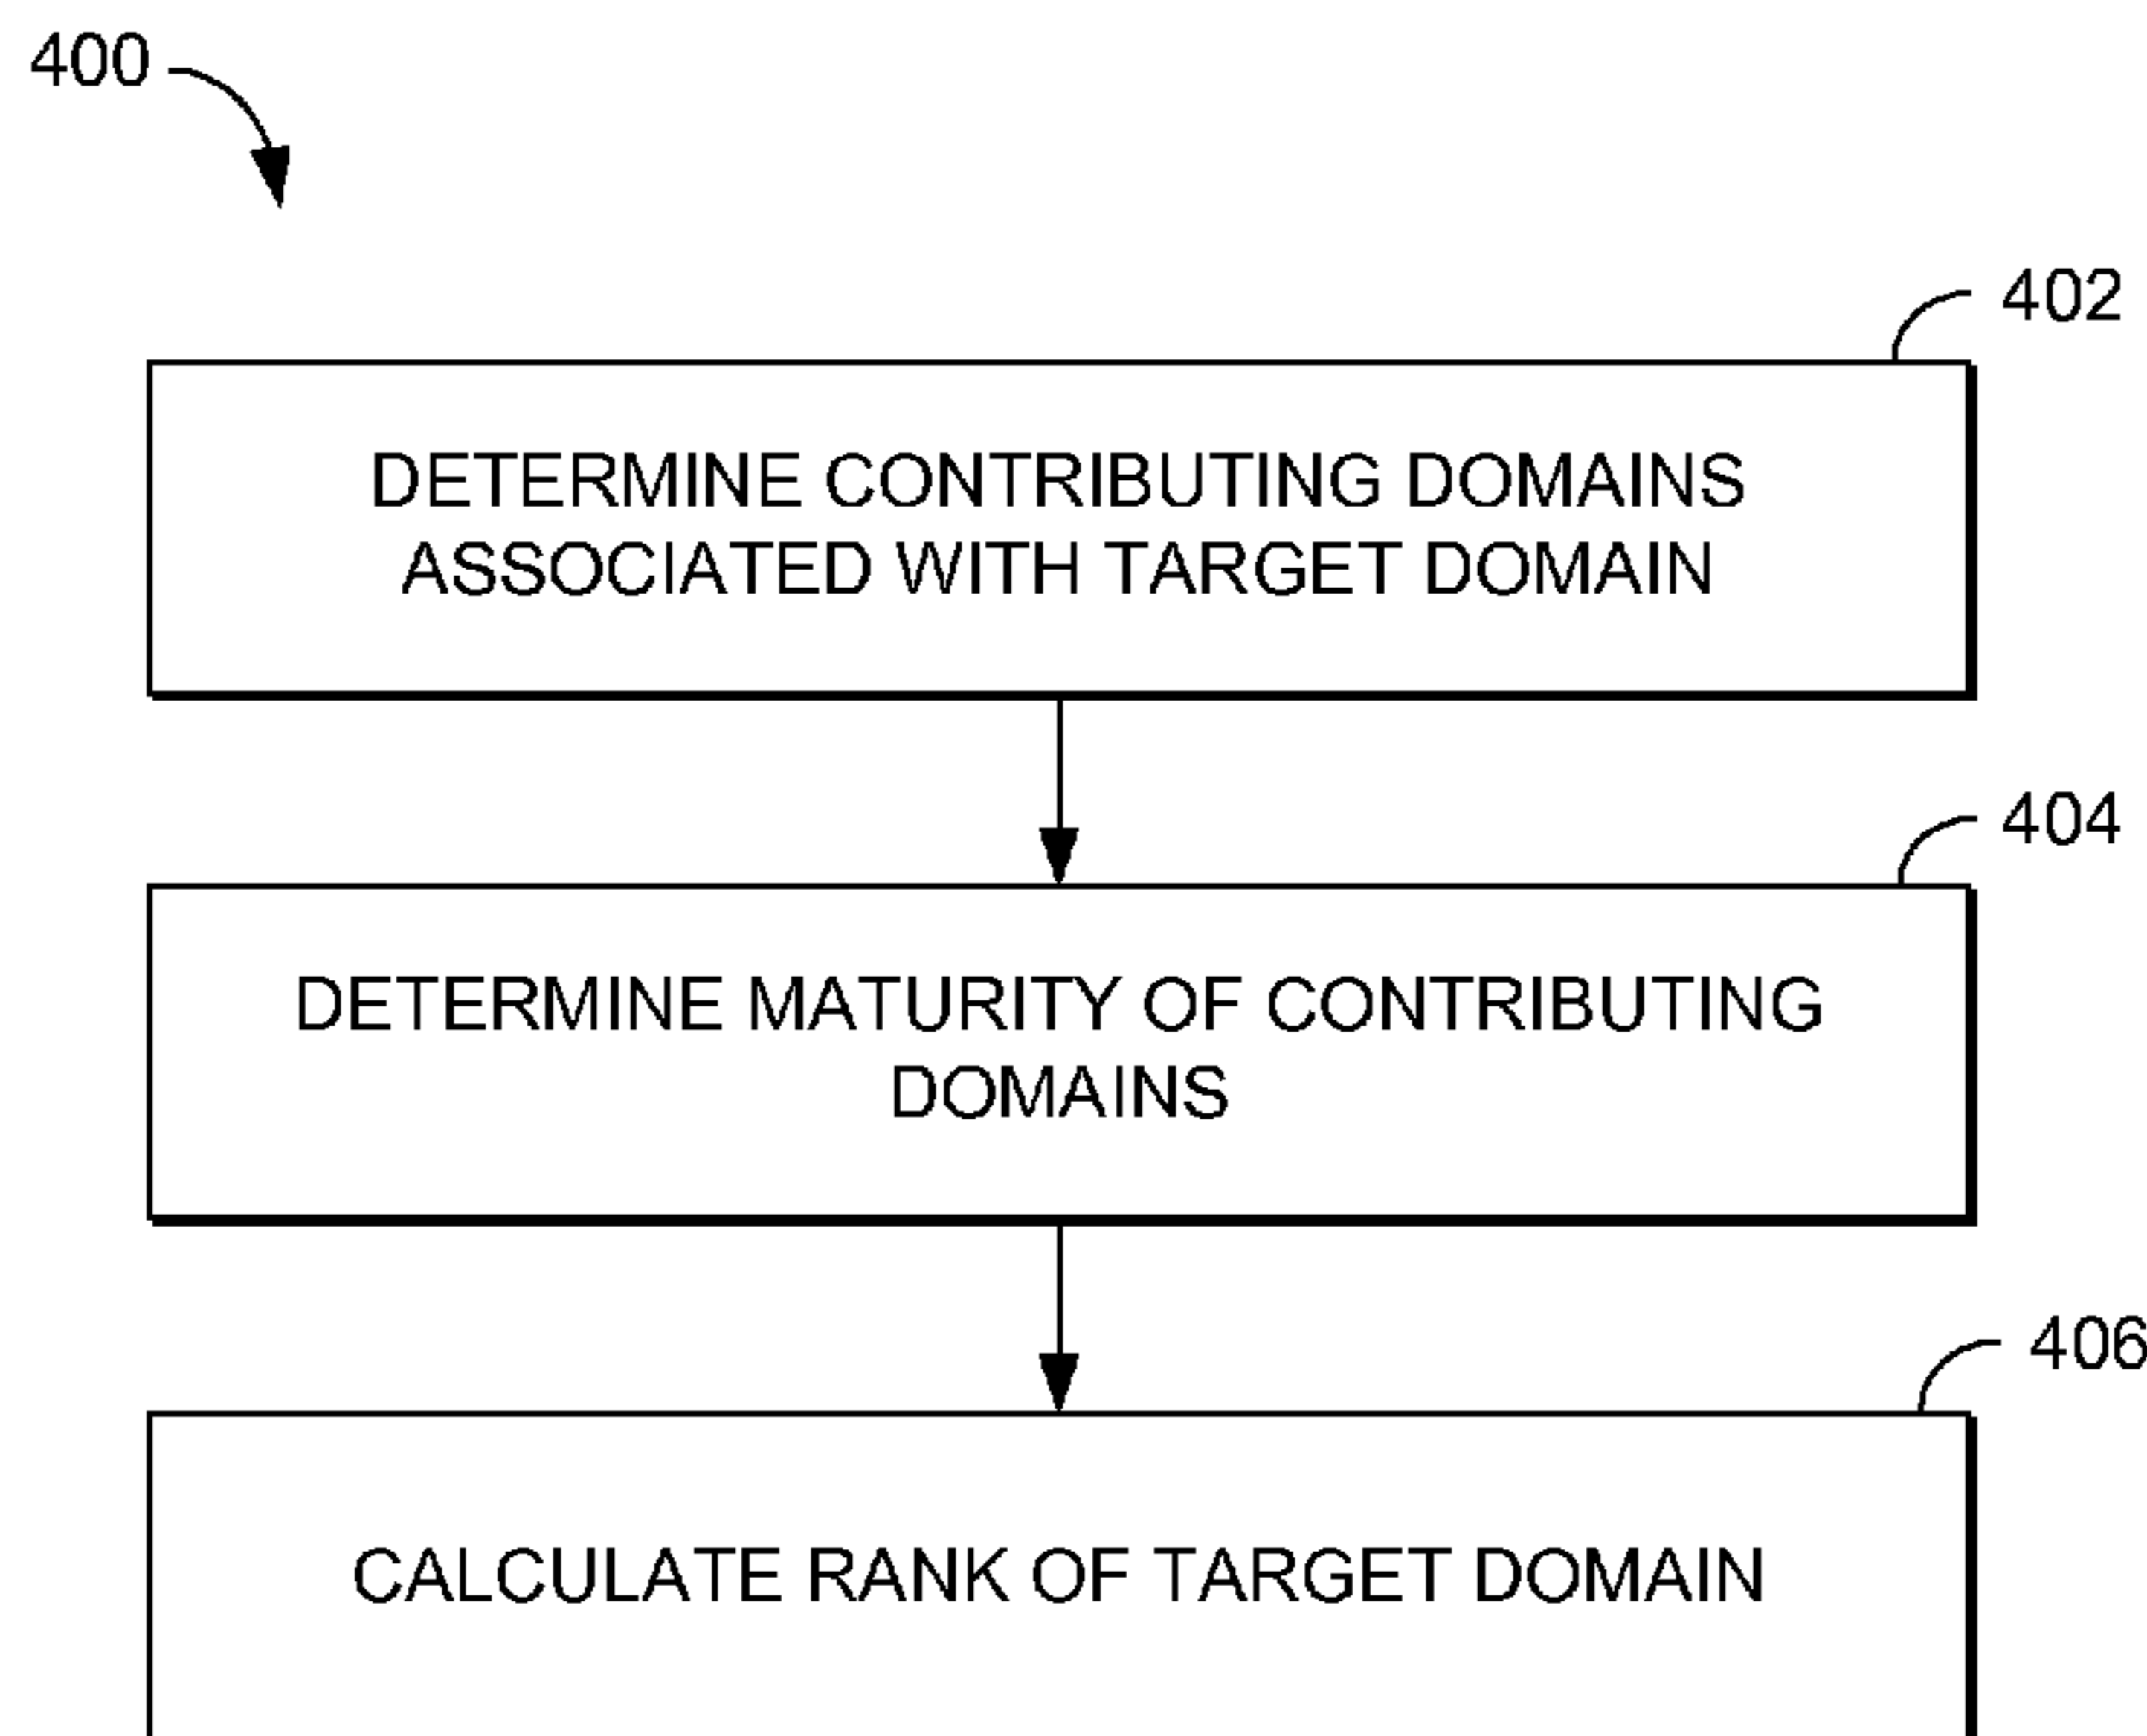 400
402
DETERMINE CONTRIBUTING DOMAINS
ASSOCIATED WITH TARGET DOMAIN
404
DETERMINE MATURITY OF CONTRIBUTING
DOMAINS
406
CALCULATE RANK OF TARGET DOMAIN